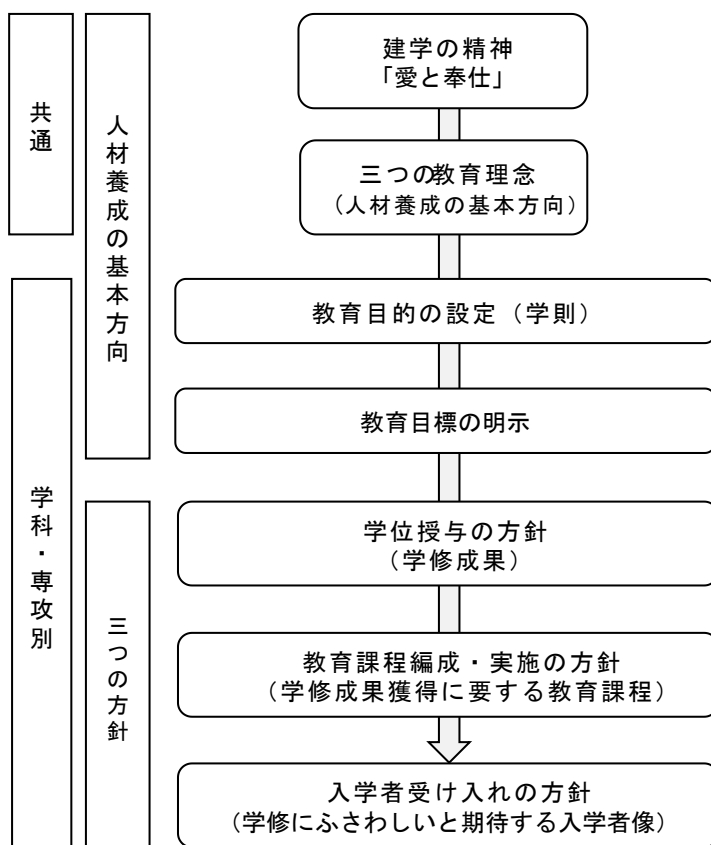 共通
人材養成の基本方向
学科・専攻別
三つの方針
建学の精神
「愛と奉仕」
三つの教育理念
（人材養成の基本方向）
教育目的の設定（学則）
教育目標の明示
学位授与の方針
（学修成果）
教育課程編成・実施の方針
（学修成果獲得に要する教育課程）
入学者受け入れの方針
（学修にふさわしいと期待する入学者像）